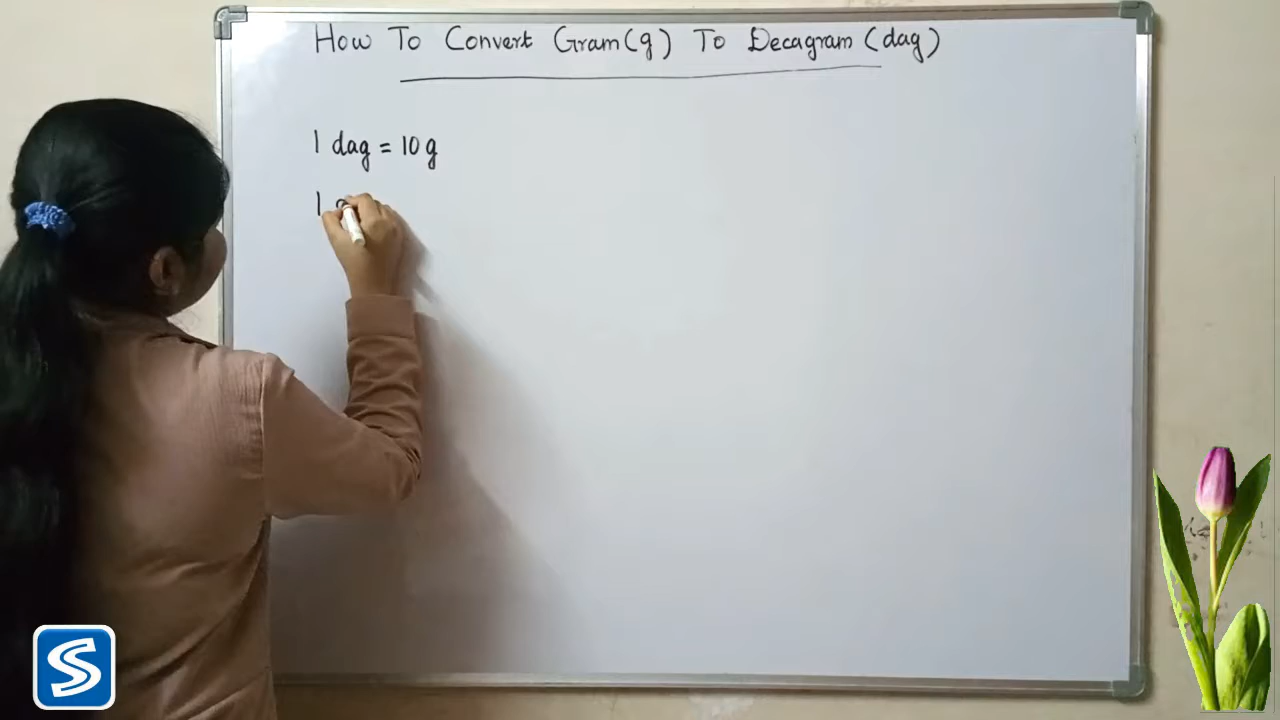 How To Convert Gram(g) To Decagram (dag)
1 dag = 10 g
1